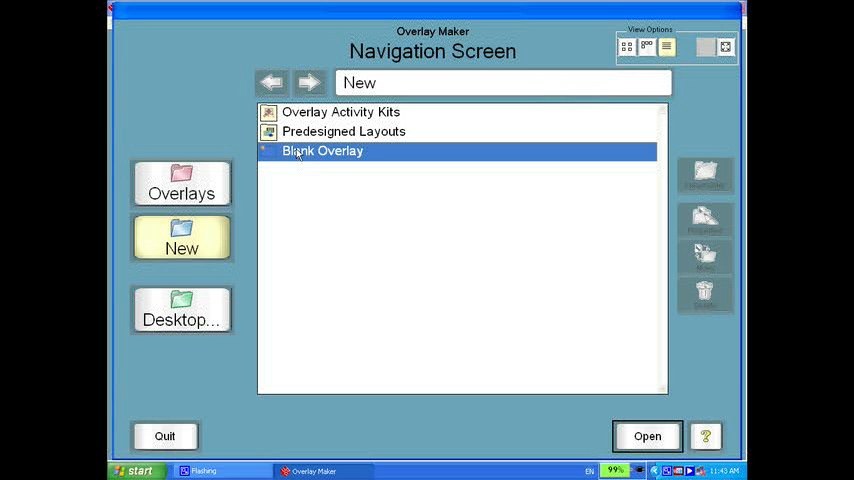 Overlay Maker
View Options
Navigation Screen
New
Overlay Activity Kits
Predesigned Layouts
Blank Overlay
Overlays
New
Desktop...
Quit
Open
?
start
Flashing
Overlay Maker
EN
99%
11:43 AM